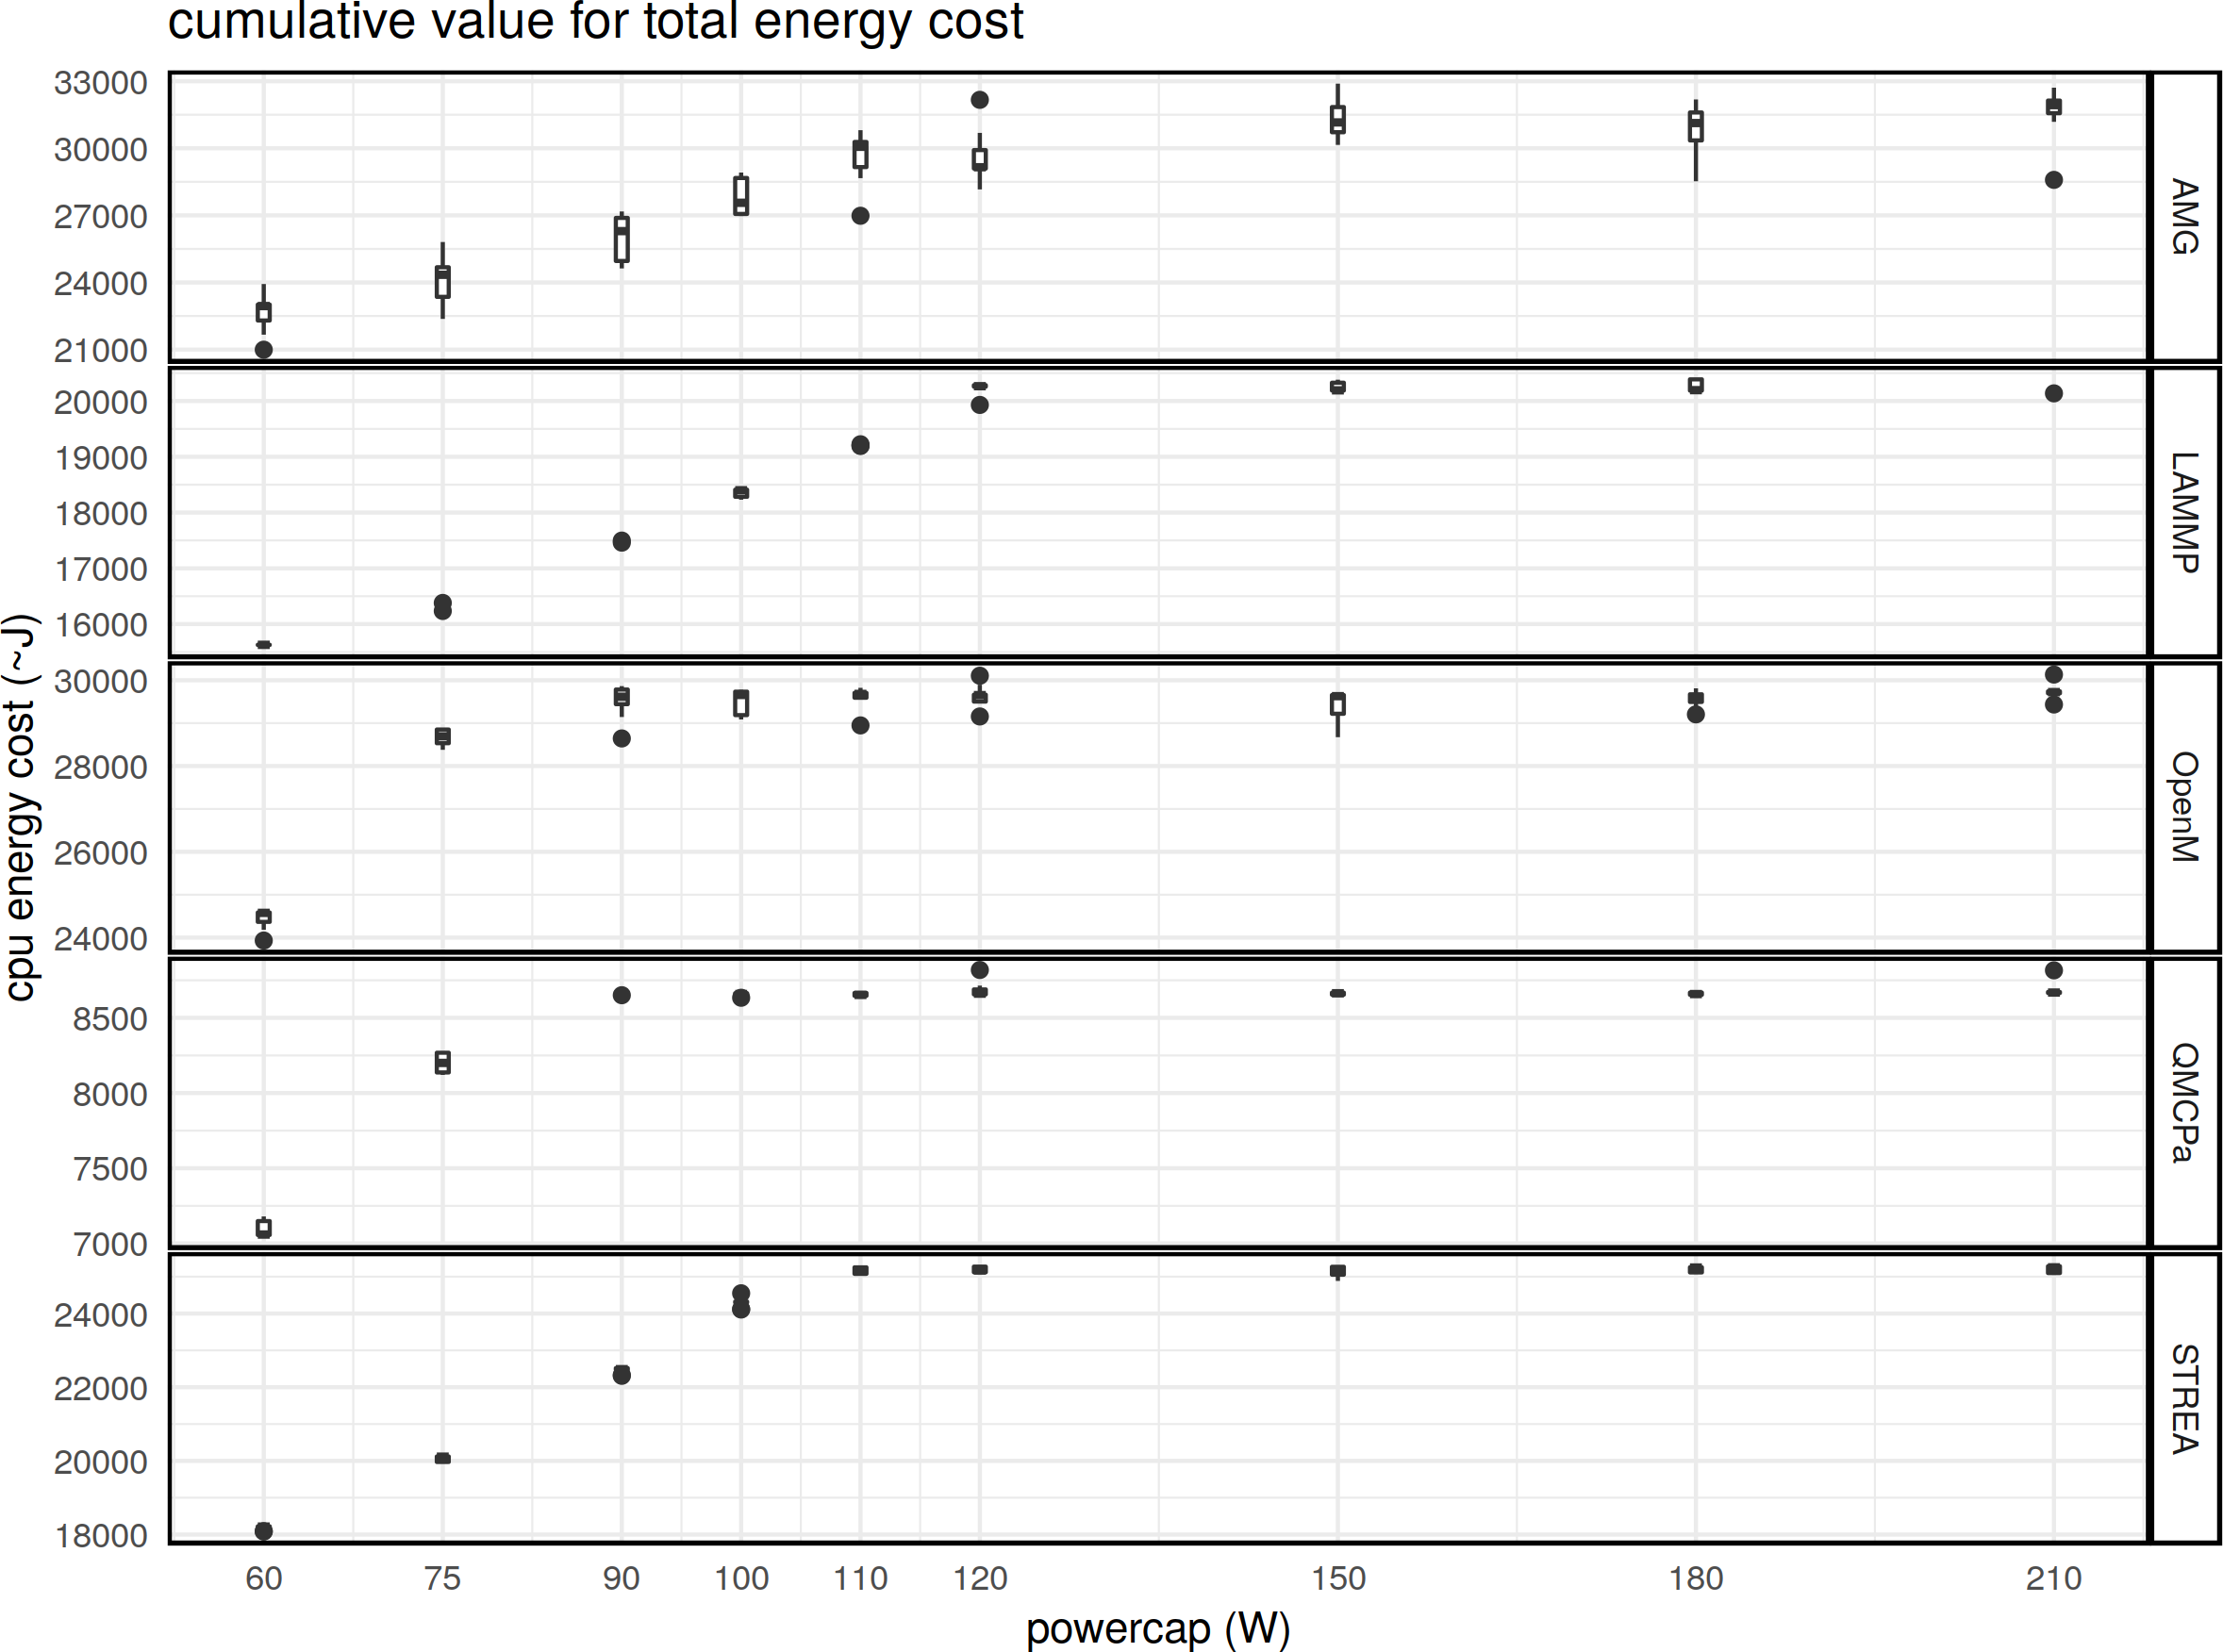 cumulative value for total energy cost
cpu energy cost (~J)
33000
30000
27000
24000
21000
AMG
20000
19000
18000
17000
16000
LAMMP
30000
28000
26000
24000
OpenM
8500
8000
7500
7000
QMCPa
24000
22000
20000
18000
STREA
60 75 90 100 110 120 150 180 210
powercap (W)